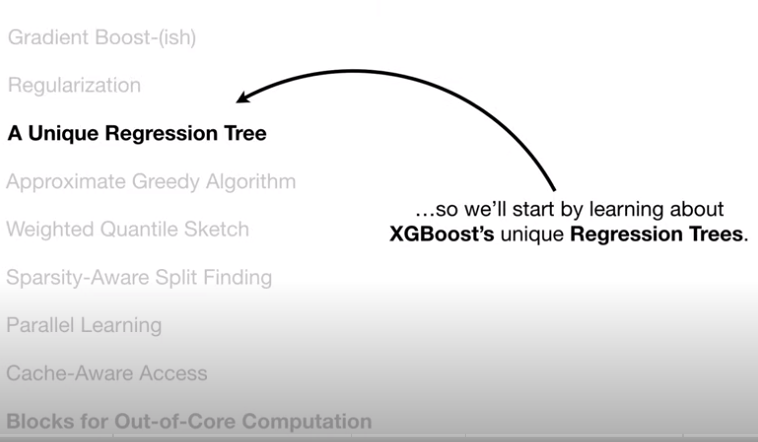 Gradient Boost-(ish)
Regularization
A Unique Regression Tree
Approximate Greedy Algorithm
Weighted Quantile Sketch
Sparsity-Aware Split Finding
Parallel Learning
Cache-Aware Access
Blocks for Out-of-Core Computation
…so we’ll start by learning about
XGBoost’s unique Regression Trees.